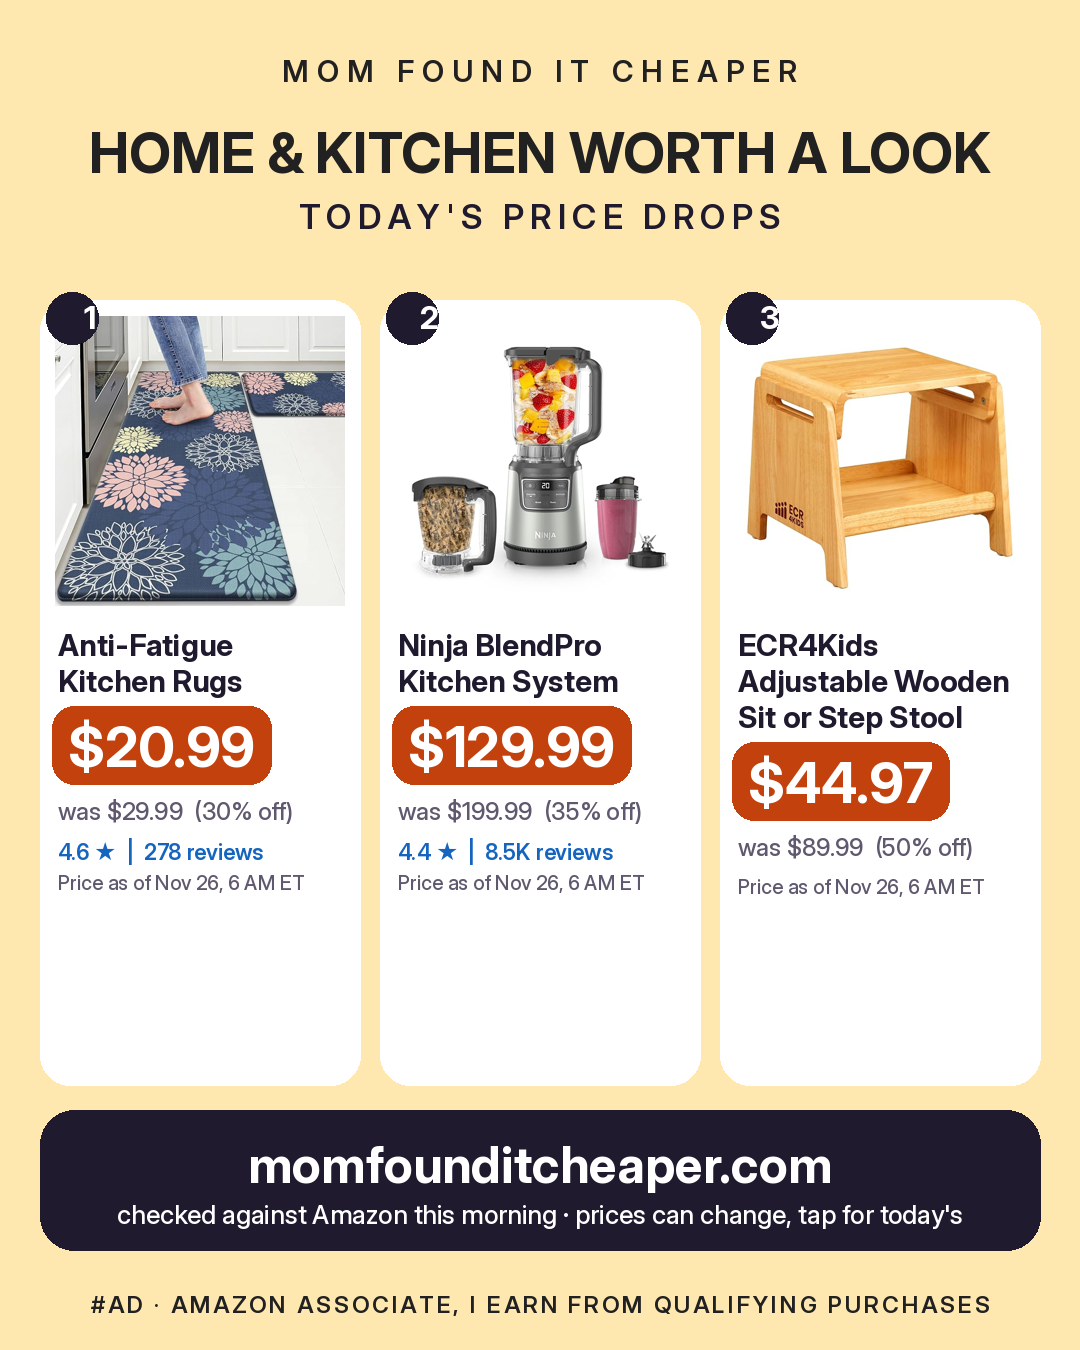 MOM FOUND IT CHEAPER
HOME & KITCHEN WORTH A LOOK
TODAY'S PRICE DROPS
1
Anti-Fatigue
Kitchen Rugs
$20.99
was $29.99 (30% off)
4.6 ★ | 278 reviews
Price as of Nov 26, 6 AM ET
2
20
NINJA
Ninja BlendPro
Kitchen System
$129.99
was $199.99 (35% off)
4.4 ★ | 8.5K reviews
Price as of Nov 26, 6 AM ET
3
ECR
4KIDS
ECR4Kids
Adjustable Wooden
Sit or Step Stool
$44.97
was $89.99 (50% off)
Price as of Nov 26, 6 AM ET
momfounditcheaper.com
checked against Amazon this morning · prices can change, tap for today's
#AD · AMAZON ASSOCIATE, I EARN FROM QUALIFYING PURCHASES